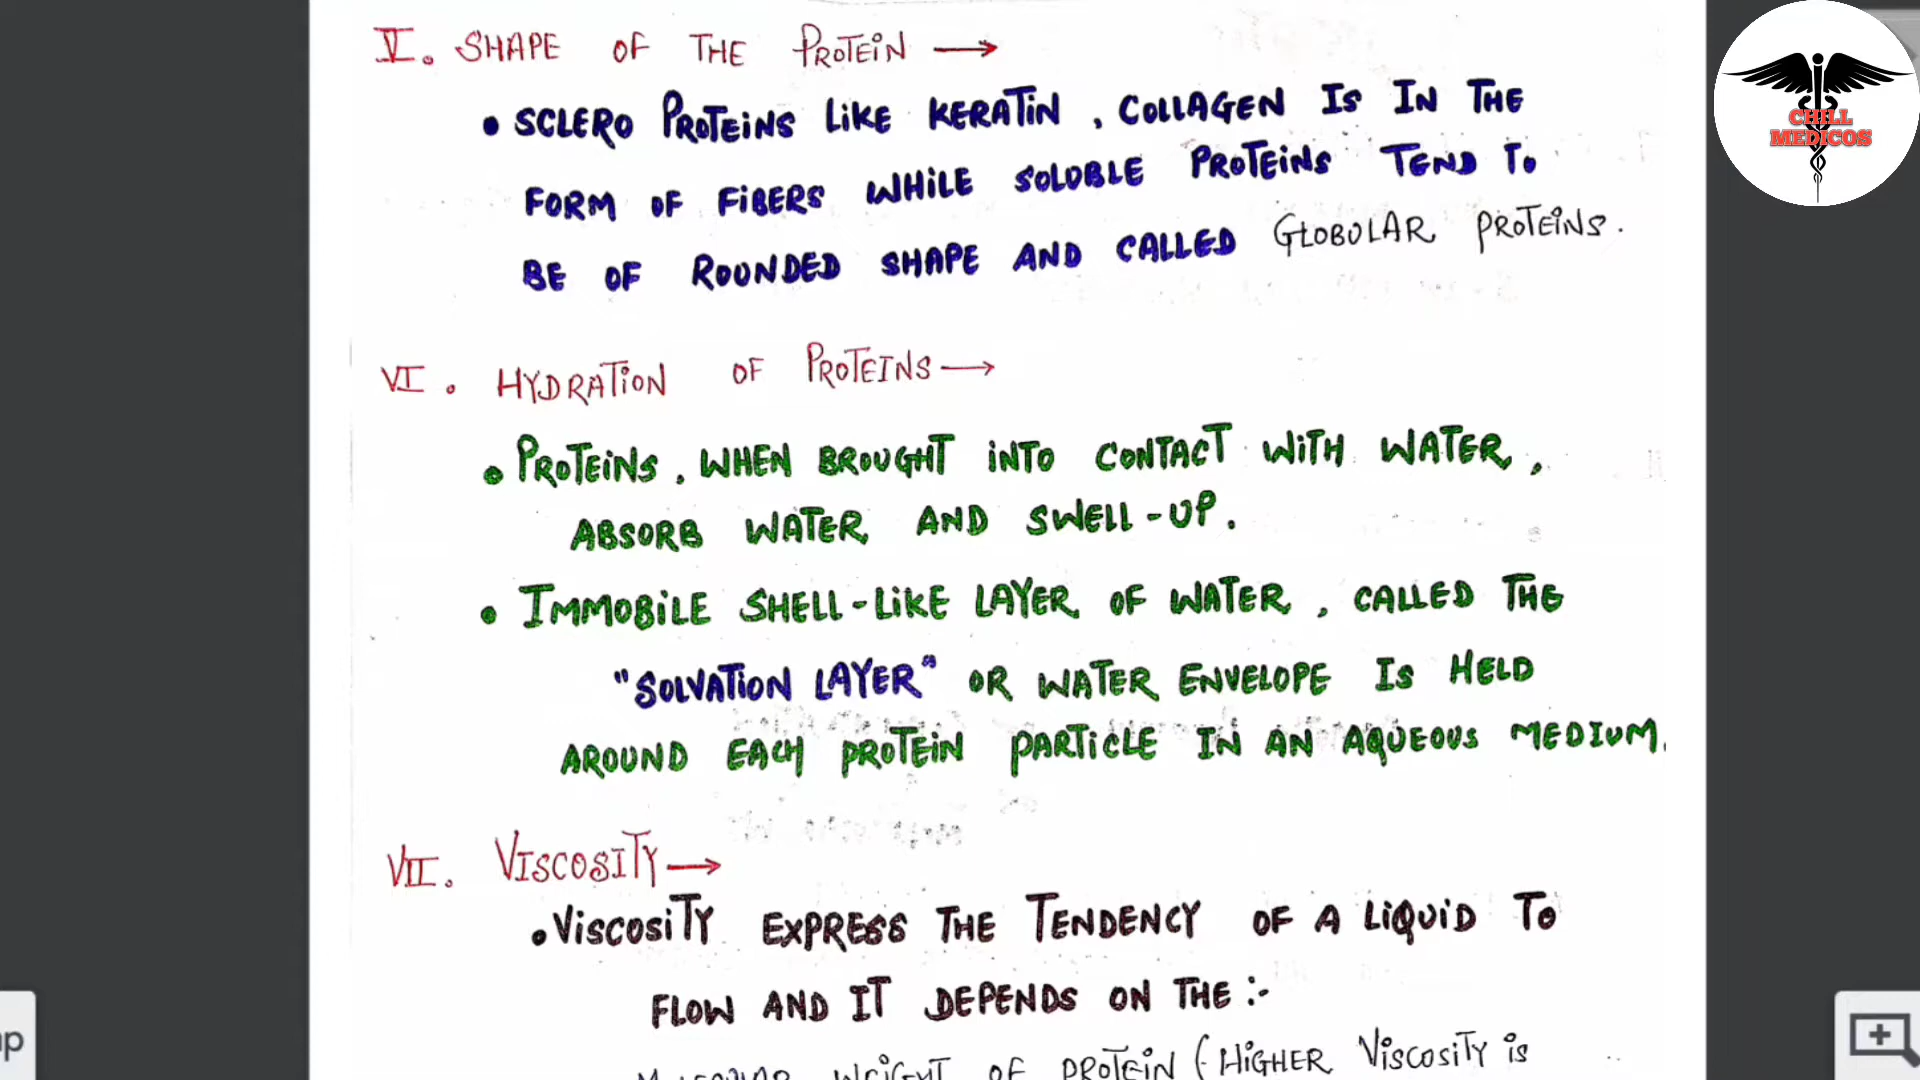 V. SHAPE OF THE PROTEIN →
• SCLERO PROTEINS LIKE KERATIN, COLLAGEN IS IN THE
FORM OF FIBERS WHILE SOLUBLE PROTEINS TEND TO
BE OF ROUNDED SHAPE AND CALLED GLOBULAR PROTEINS.
CHILL
MEDICOS
VI. HYDRATION OF PROTEINS →
• PROTEINS, WHEN BROUGHT INTO CONTACT WITH WATER,
ABSORB WATER AND SWELL-UP.
• IMMOBILE SHELL-LIKE LAYER OF WATER, CALLED THE
"SOLVATION LAYER" OR WATER ENVELOPE IS HELD
AROUND EACH PROTEIN PARTICLE IN AN AQUEOUS MEDIUM.
VII. VISCOSITY →
• VISCOSITY EXPRESS THE TENDENCY OF A LIQUID TO
FLOW AND IT DEPENDS ON THE :-
MOLECULAR WEIGHT OF PROTEIN (HIGHER VISCOSITY IS